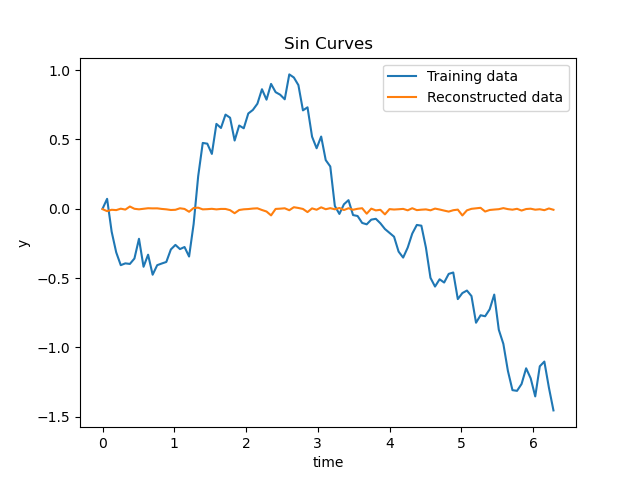 Sin Curves
Training data
Reconstructed data
1.0
0.5
0.0
−0.5
−1.0
−1.5
y
0 1 2 3 4 5 6
time